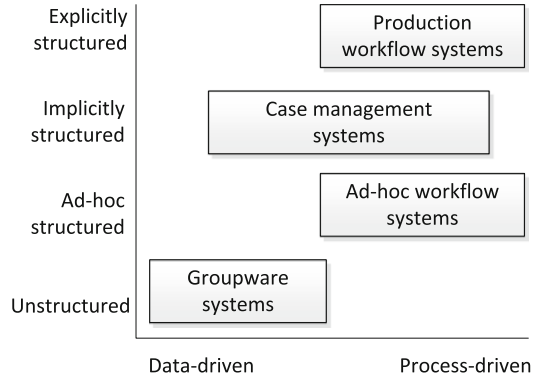 Explicitly
structured
Production
workflow systems
Implicitly
structured
Case management
systems
Ad-hoc
structured
Ad-hoc workflow
systems
Unstructured
Groupware
systems
Data-driven
Process-driven